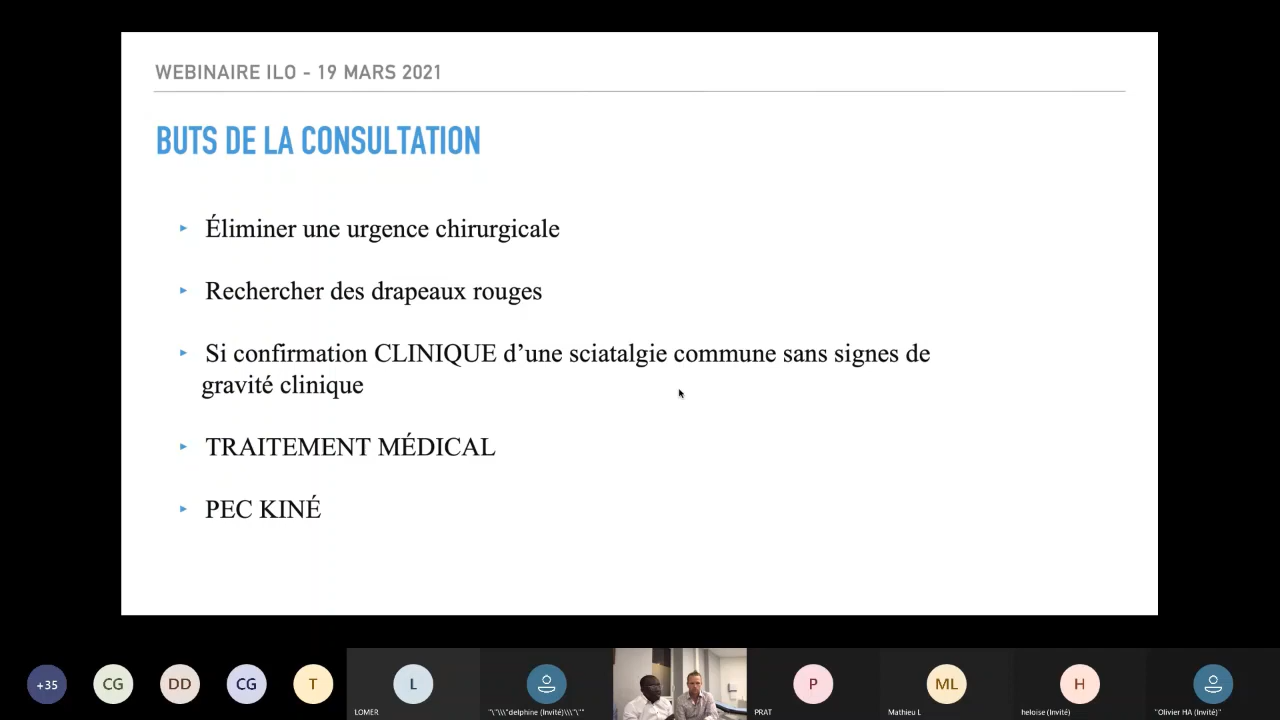 WEBINAIRE ILO - 19 MARS 2021
BUTS DE LA CONSULTATION
‣ Éliminer une urgence chirurgicale
‣ Rechercher des drapeaux rouges
‣ Si confirmation CLINIQUE d’une sciatalgie commune sans signes de
gravité clinique
‣ TRAITEMENT MÉDICAL
‣ PEC KINÉ
+35
CG
DD
CG
T
L
P
ML
H
LOMER
"\"\\\"delphine (Invité)\\\"\""
PRAT
Mathieu L
heloise (Invité)
"Olivier HA (Invité)"